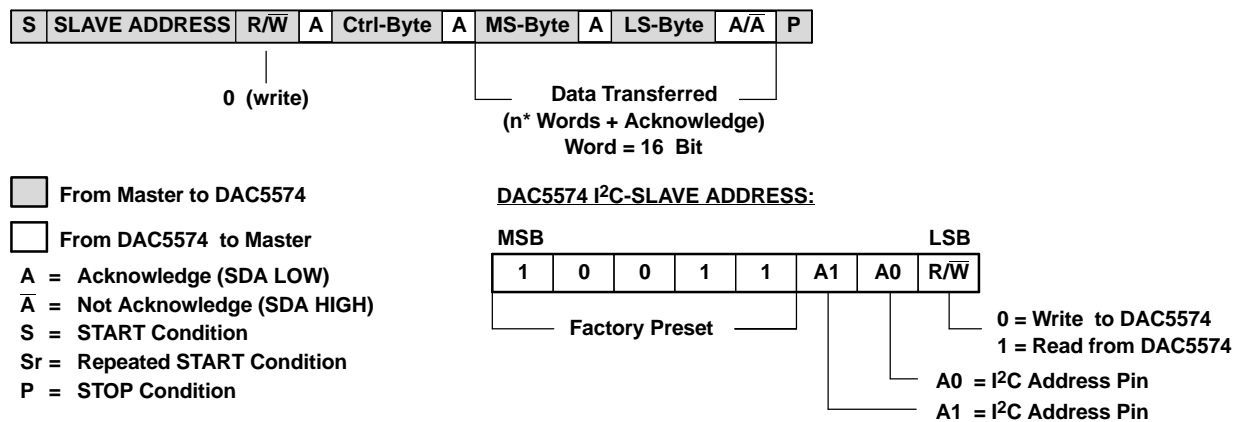 S SLAVE ADDRESS R/W̅ A Ctrl-Byte A MS-Byte A LS-Byte A/A̅ P
0 (write)
Data Transferred
(n* Words + Acknowledge)
Word = 16 Bit
From Master to DAC5574
From DAC5574 to Master
A = Acknowledge (SDA LOW)
A̅ = Not Acknowledge (SDA HIGH)
S = START Condition
Sr = Repeated START Condition
P = STOP Condition
DAC5574 I²C-SLAVE ADDRESS:
MSB LSB
1 0 0 1 1 A1 A0 R/W̅
Factory Preset
0 = Write to DAC5574
1 = Read from DAC5574
A0 = I²C Address Pin
A1 = I²C Address Pin